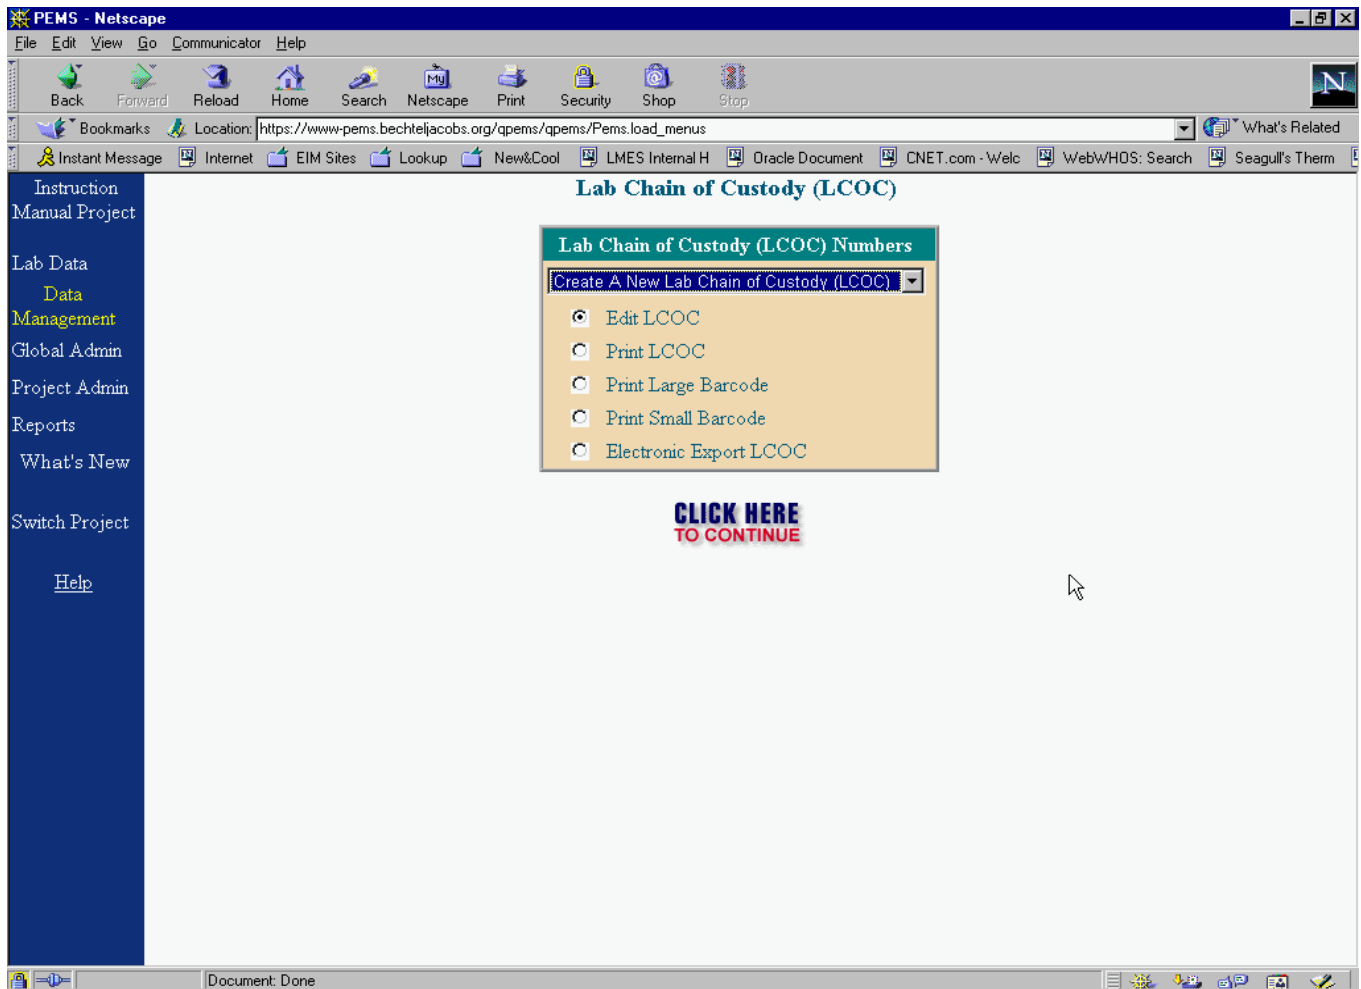 PEMS - Netscape
File Edit View Go Communicator Help
Back Forward Reload Home Search Netscape Print Security Shop Stop
My
N
Bookmarks Location: https://www-pems.bechteljacobs.org/qpems/qpems/Pems.load_menus What's Related
Instant Message Internet EIM Sites Lookup New&Cool LMES Internal H Oracle Document CNET.com - Welc WebWHOS: Search Seagull's Therm
Instruction
Manual Project
Lab Data
Data
Management
Global Admin
Project Admin
Reports
What's New
Switch Project
Help
Lab Chain of Custody (LCOC)
Lab Chain of Custody (LCOC) Numbers
Create A New Lab Chain of Custody (LCOC)
Edit LCOC
Print LCOC
Print Large Barcode
Print Small Barcode
Electronic Export LCOC
CLICK HERE
TO CONTINUE
Document: Done